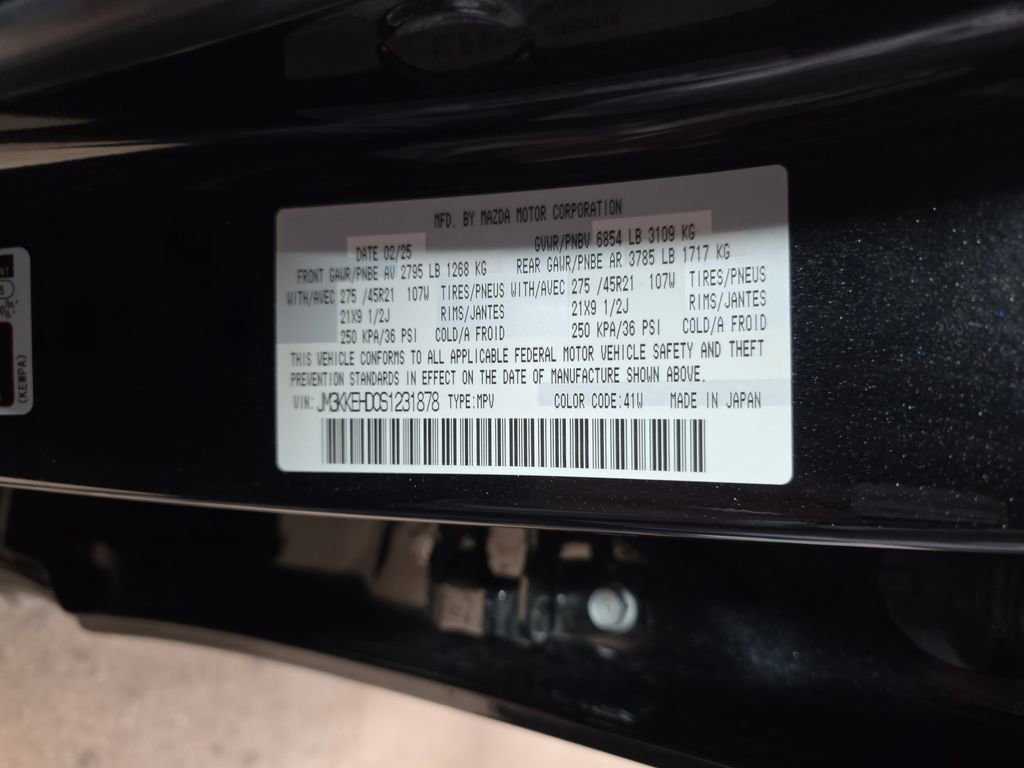 MFD. BY MAZDA MOTOR CORPORATION
DATE 02/25 GVWR/PNBV 6854 LB 3109 KG
FRONT GAWR/PNBE AV 2795 LB 1268 KG REAR GAWR/PNBE AR 3785 LB 1717 KG
WITH/AVEC 275 /45R21 107W TIRES/PNEUS WITH/AVEC 275 /45R21 107W TIRES/PNEUS
21X9 1/2J RIMS/JANTES 21X9 1/2J RIMS/JANTES
250 KPA/36 PSI COLD/A FROID 250 KPA/36 PSI COLD/A FROID
THIS VEHICLE CONFORMS TO ALL APPLICABLE FEDERAL MOTOR VEHICLE SAFETY AND THEFT
PREVENTION STANDARDS IN EFFECT ON THE DATE OF MANUFACTURE SHOWN ABOVE.
VIN: JM3KKEHD0S1231878 TYPE:MPV COLOR CODE:41W MADE IN JAPAN
(KEWPA)